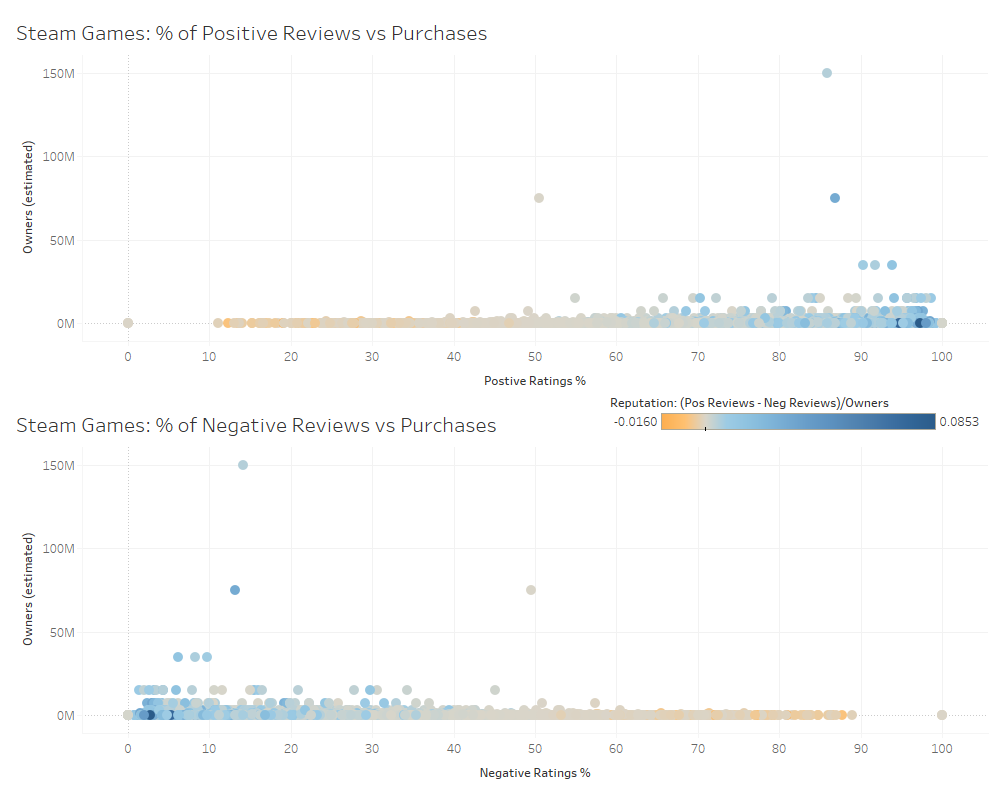 Steam Games: % of Positive Reviews vs Purchases
150M
100M
50M
0M
Owners (estimated)
0 10 20 30 40 50 60 70 80 90 100
Postive Ratings %
Reputation: (Pos Reviews - Neg Reviews)/Owners
-0.0160 0.0853
Steam Games: % of Negative Reviews vs Purchases
150M
100M
50M
0M
Owners (estimated)
0 10 20 30 40 50 60 70 80 90 100
Negative Ratings %